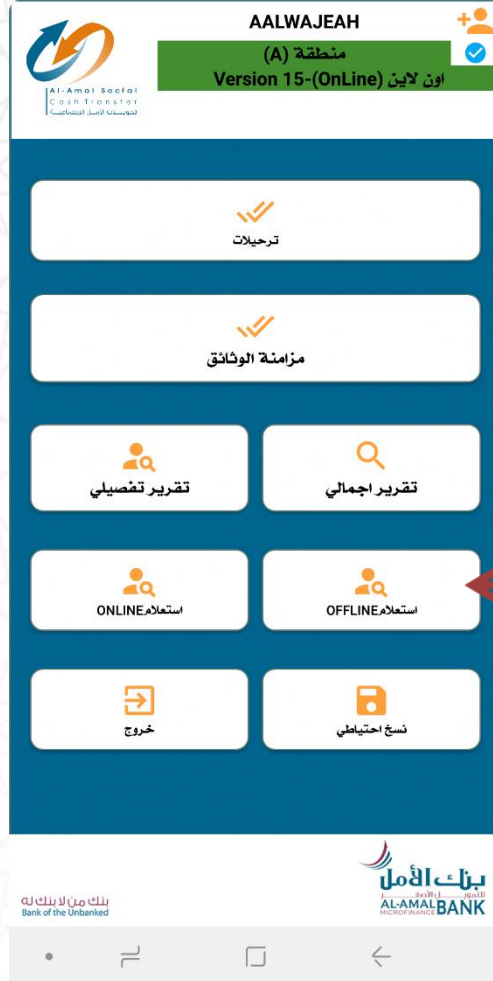 AALWAJEAH
منطقة (A)
اون لاين Version 15-(OnLine)
Al-Amal Social
Cash Transfer
ترحيلات
مزامنة الوثائق
تقرير اجمالي
تقرير تفصيلي
استعلامOFFLINE
استعلامONLINE
نسخ احتياطي
خروج
بنك الأمل
للتمويــل الأصغر
AL-AMAL BANK
MICROFINANCE
بنك من لا بنك له
Bank of the Unbanked